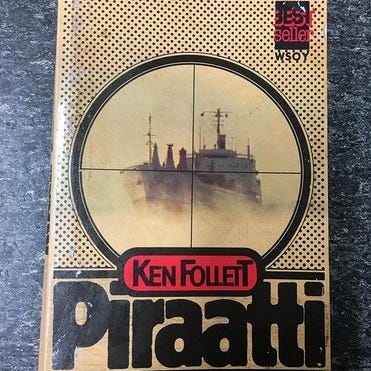 BEST
seller
WSOY
KEN FOLLETT
Piraatti